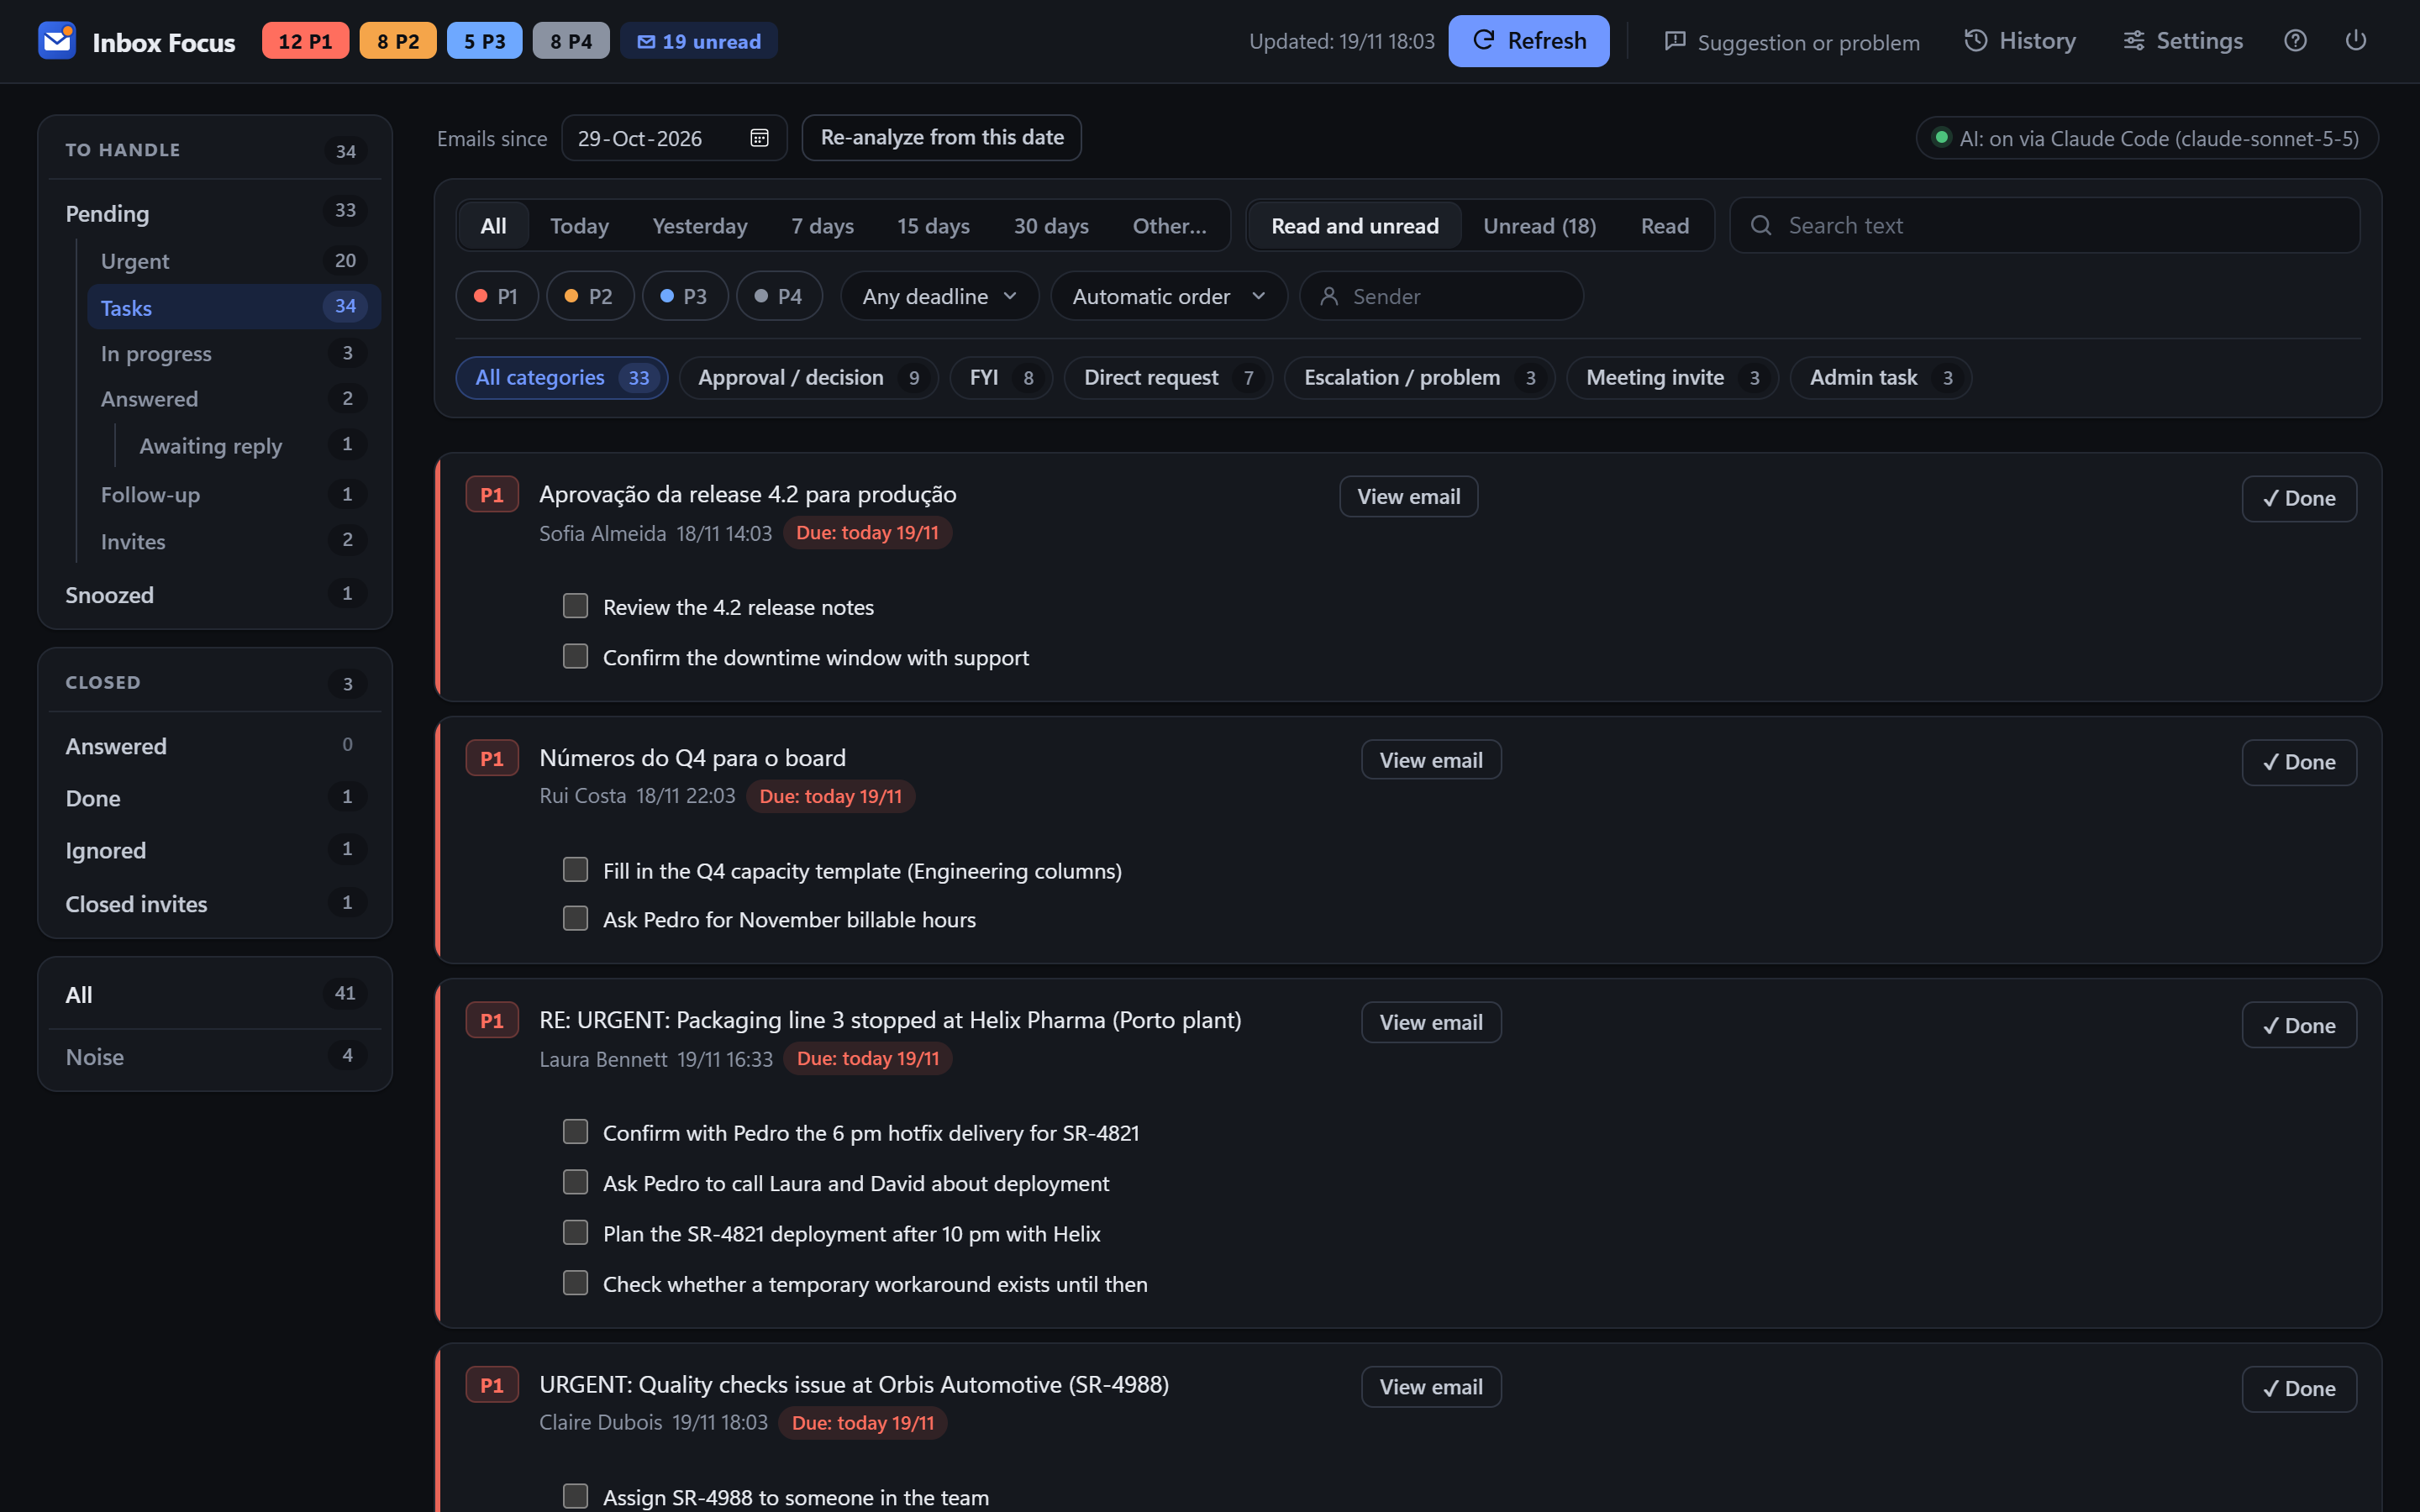 Inbox Focus
12 P1
8 P2
5 P3
8 P4
19 unread
Updated: 19/11 18:03
Refresh
Suggestion or problem
History
Settings
TO HANDLE 34
Pending 33
Urgent 20
Tasks 34
In progress 3
Answered 2
Awaiting reply 1
Follow-up 1
Invites 2
Snoozed 1
CLOSED 3
Answered 0
Done 1
Ignored 1
Closed invites 1
All 41
Noise 4
Emails since 29-Oct-2026 Re-analyze from this date
AI: on via Claude Code (claude-sonnet-5-5)
All Today Yesterday 7 days 15 days 30 days Other...
Read and unread Unread (18) Read
Search text
P1 P2 P3 P4 Any deadline Automatic order Sender
All categories 33 Approval / decision 9 FYI 8 Direct request 7 Escalation / problem 3 Meeting invite 3 Admin task 3
P1 Aprovação da release 4.2 para produção View email ✓ Done
Sofia Almeida 18/11 14:03 Due: today 19/11
Review the 4.2 release notes
Confirm the downtime window with support
P1 Números do Q4 para o board View email ✓ Done
Rui Costa 18/11 22:03 Due: today 19/11
Fill in the Q4 capacity template (Engineering columns)
Ask Pedro for November billable hours
P1 RE: URGENT: Packaging line 3 stopped at Helix Pharma (Porto plant) View email ✓ Done
Laura Bennett 19/11 16:33 Due: today 19/11
Confirm with Pedro the 6 pm hotfix delivery for SR-4821
Ask Pedro to call Laura and David about deployment
Plan the SR-4821 deployment after 10 pm with Helix
Check whether a temporary workaround exists until then
P1 URGENT: Quality checks issue at Orbis Automotive (SR-4988) View email ✓ Done
Claire Dubois 19/11 18:03 Due: today 19/11
Assign SR-4988 to someone in the team